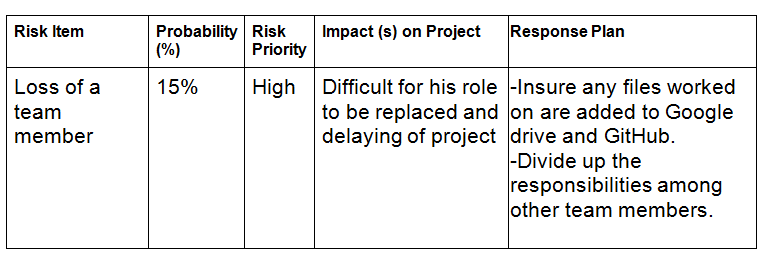 Risk Item
Probability
(%)
Risk
Priority
Impact (s) on Project
Response Plan
Loss of a
team
member
15%
High
Difficult for his role
to be replaced and
delaying of project
-Insure any files worked
on are added to Google
drive and GitHub.
-Divide up the
responsibilities among
other team members.